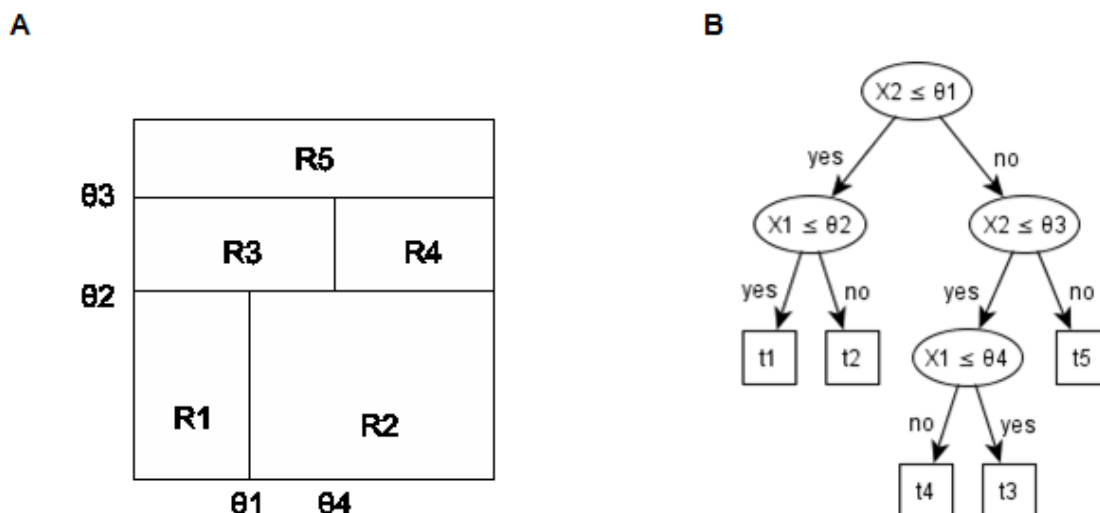 A
R5
θ3
R3
R4
θ2
R1
R2
θ1
θ4
B
X2 ≤ θ1
yes
no
X1 ≤ θ2
X2 ≤ θ3
yes
no
yes
no
t1
t2
X1 ≤ θ4
t5
no
yes
t4
t3